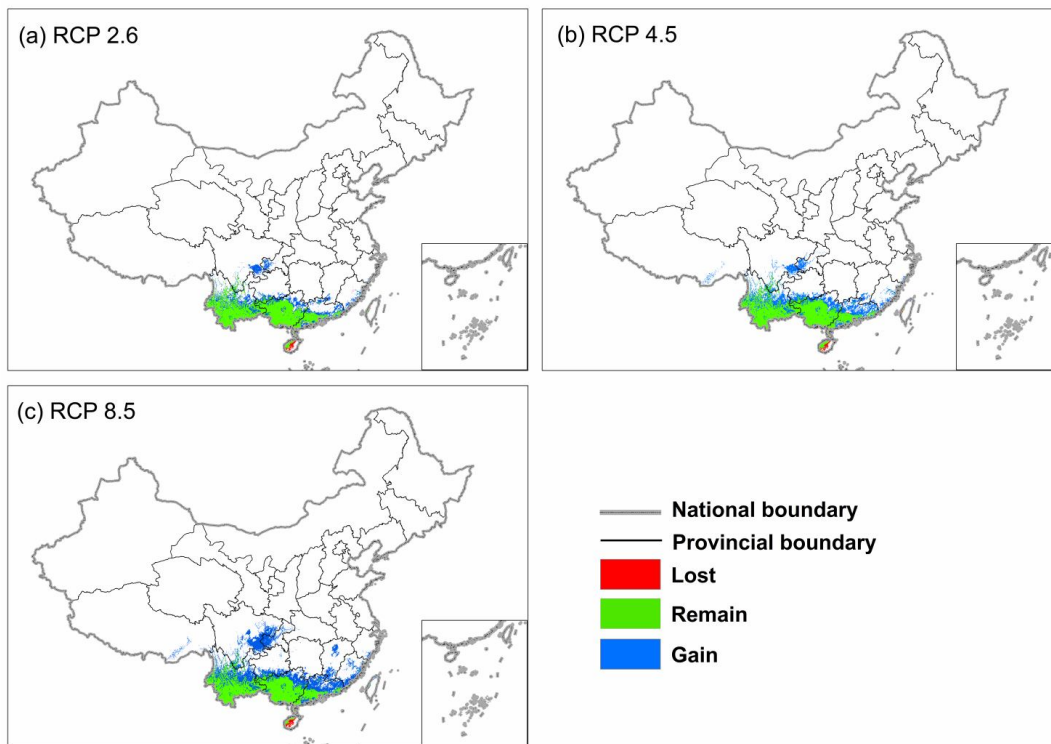 (a) RCP 2.6
(b) RCP 4.5
(c) RCP 8.5
National boundary
Provincial boundary
Lost
Remain
Gain